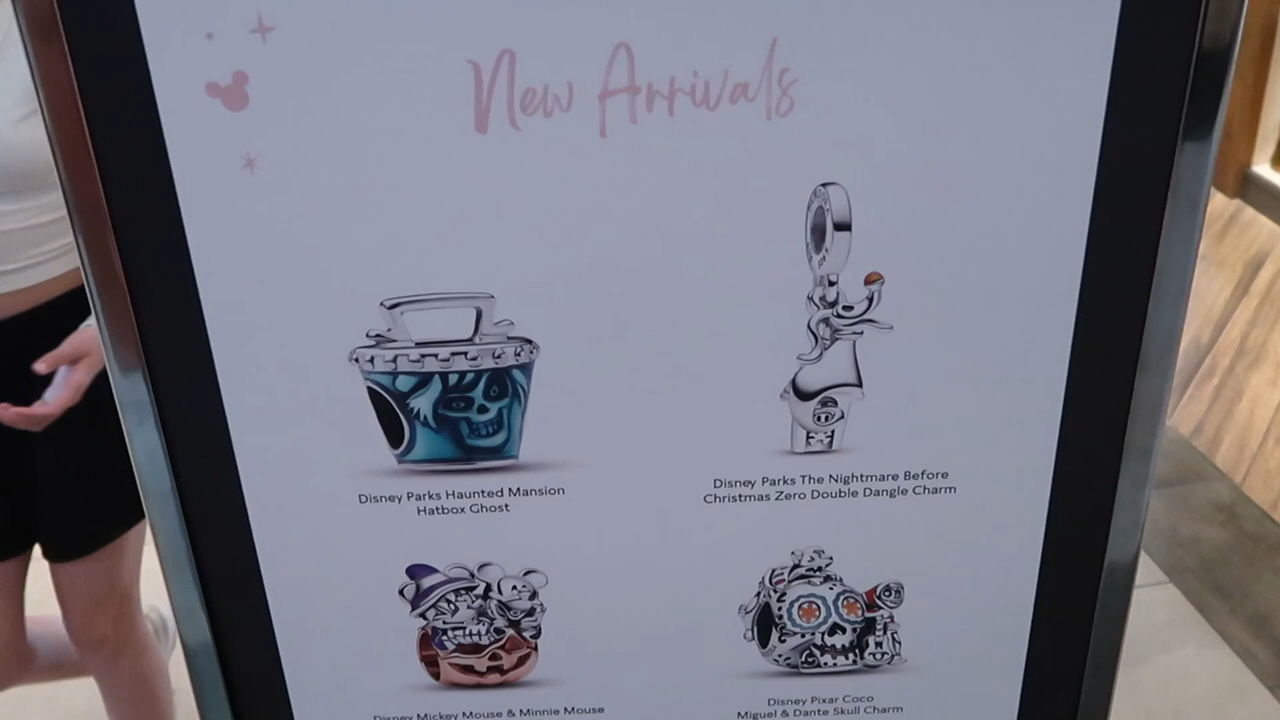 New Arrivals
Disney Parks Haunted Mansion
Hatbox Ghost
Disney Parks The Nightmare Before
Christmas Zero Double Dangle Charm
Disney Mickey Mouse & Minnie Mouse
Disney Pixar Coco
Miguel & Dante Skull Charm